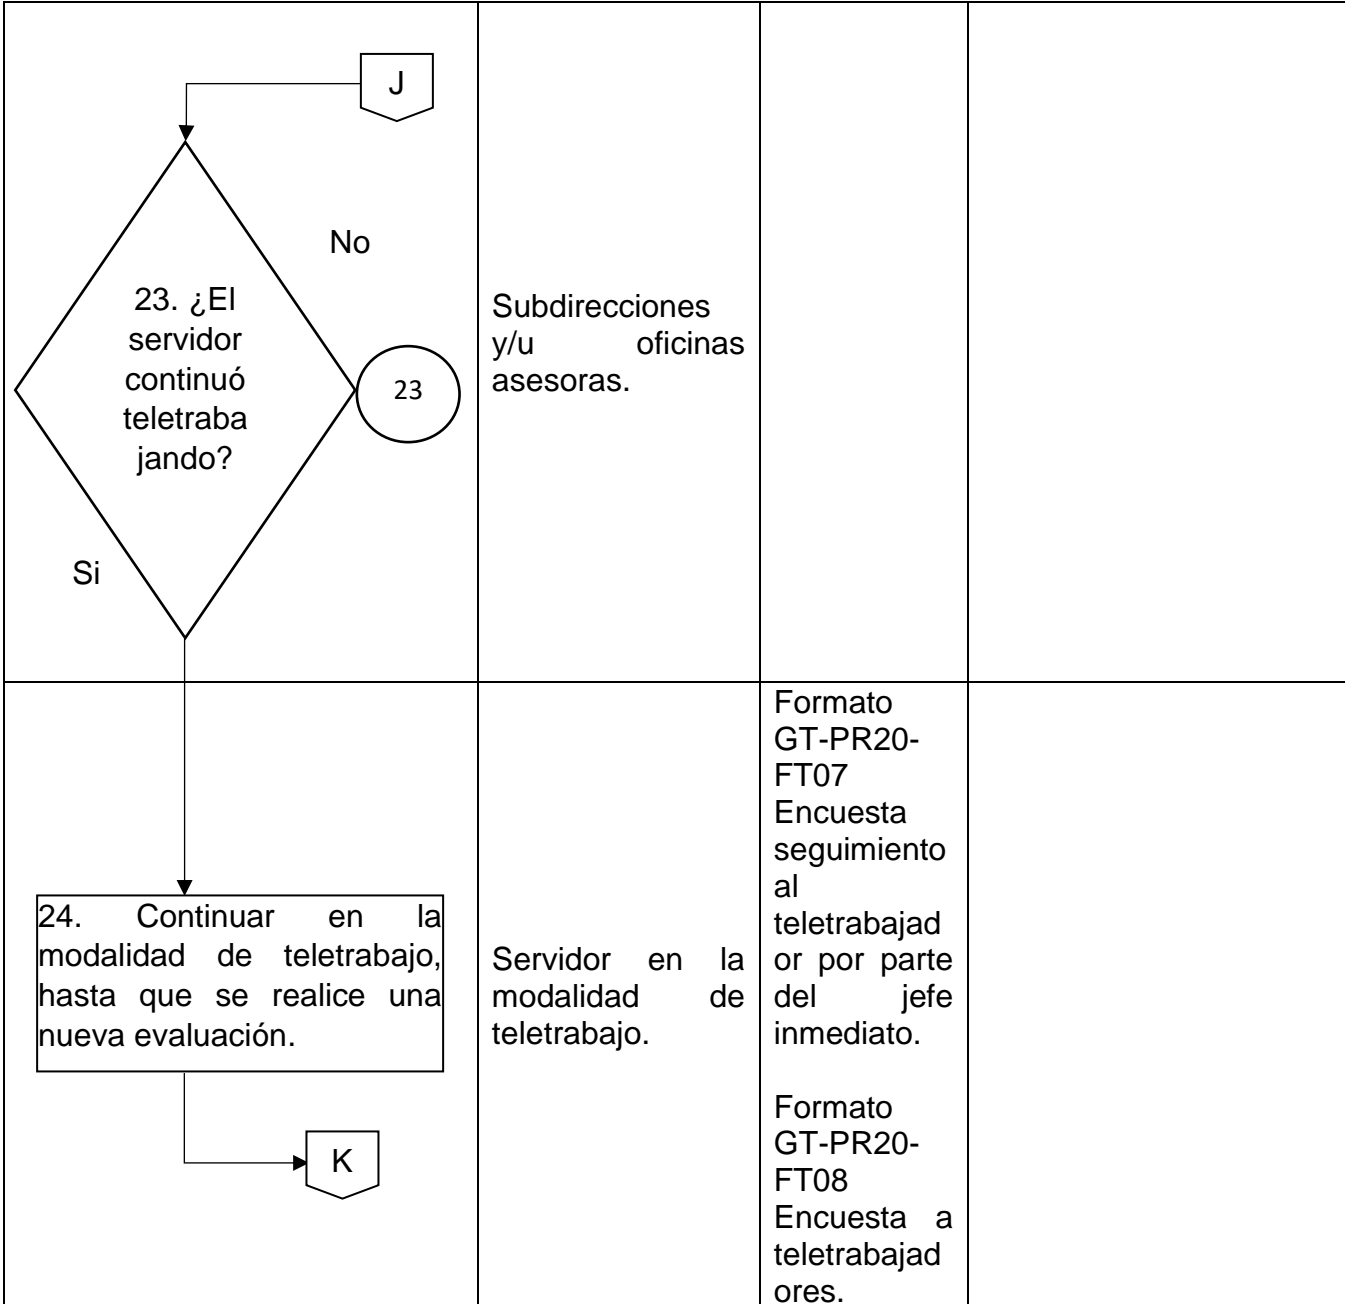 J
No
23. ¿El
servidor
continuó
teletraba
jando?
23
Si
Subdirecciones
y/u oficinas
asesoras.
24. Continuar en la
modalidad de teletrabajo,
hasta que se realice una
nueva evaluación.
K
Servidor en la
modalidad de
teletrabajo.
Formato
GT-PR20-
FT07
Encuesta
seguimiento
al
teletrabajad
or por parte
del jefe
inmediato.
Formato
GT-PR20-
FT08
Encuesta a
teletrabajad
ores.